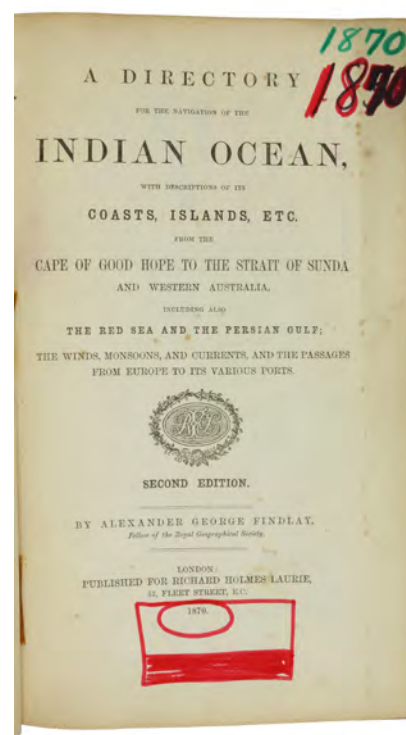 1870
1870
A DIRECTORY
FOR THE NAVIGATION OF THE
INDIAN OCEAN,
WITH DESCRIPTIONS OF ITS
COASTS, ISLANDS, ETC.
FROM THE
CAPE OF GOOD HOPE TO THE STRAIT OF SUNDA
AND WESTERN AUSTRALIA,
INCLUDING ALSO
THE RED SEA AND THE PERSIAN GULF;
THE WINDS, MONSOONS, AND CURRENTS, AND THE PASSAGES
FROM EUROPE TO ITS VARIOUS PORTS.
SECOND EDITION.
BY ALEXANDER GEORGE FINDLAY,
Fellow of the Royal Geographical Society.
LONDON:
PUBLISHED FOR RICHARD HOLMES LAURIE,
53, FLEET STREET, E.C.
1870.